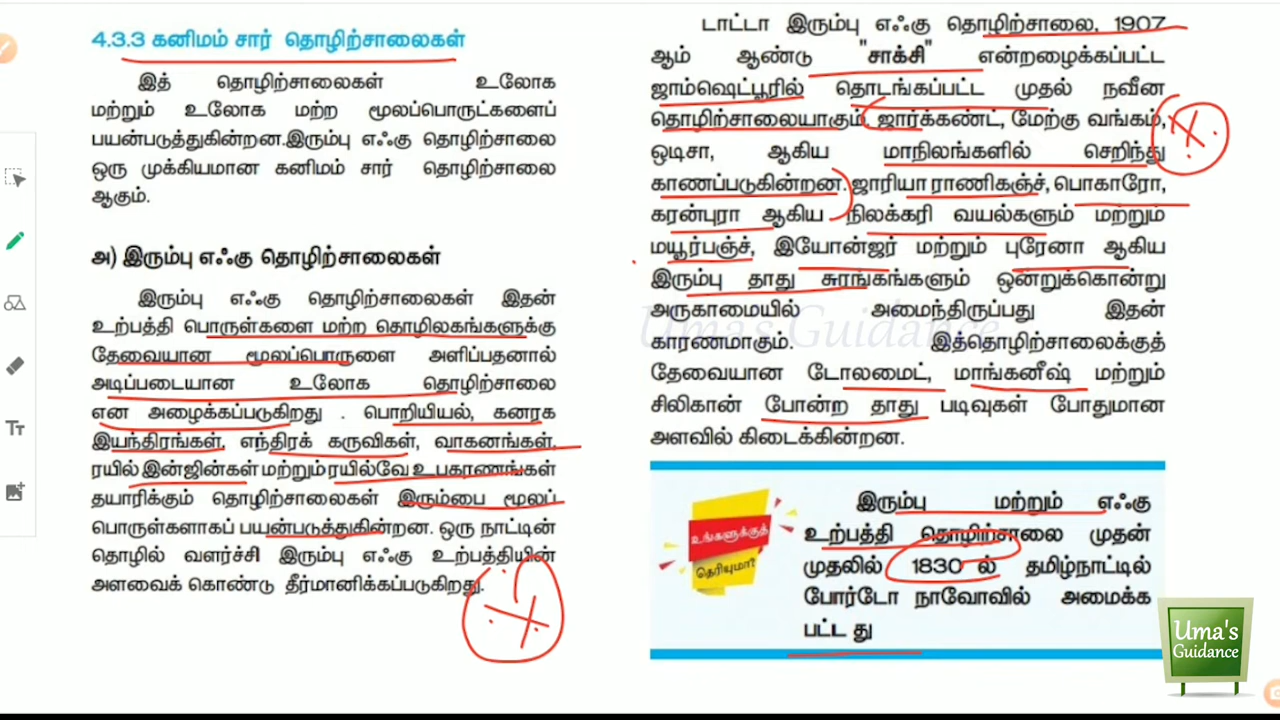 4.3.3 கனிமம் சார் தொழிற்சாலைகள்
இத் தொழிற்சாலைகள் உலோக
மற்றும் உலோக மற்ற மூலப்பொருட்களைப்
பயன்படுத்துகின்றன.இரும்பு எஃகு தொழிற்சாலை
ஒரு முக்கியமான கனிமம் சார் தொழிற்சாலை
ஆகும்.
அ) இரும்பு எஃகு தொழிற்சாலைகள்
இரும்பு எஃகு தொழிற்சாலைகள் இதன்
உற்பத்தி பொருள்களை மற்ற தொழிலகங்களுக்கு
தேவையான மூலப்பொருளை அளிப்பதனால்
அடிப்படையான உலோக தொழிற்சாலை
என அழைக்கப்படுகிறது . பொறியியல், கனரக
இயந்திரங்கள், எந்திரக் கருவிகள், வாகனங்கள்,
ரயில் இன்ஜின்கள் மற்றும் ரயில்வே உபகாணங்கள்
தயாரிக்கும் தொழிற்சாலைகள் இரும்பை மூலப்
பொருள்களாகப் பயன்படுத்துகின்றன. ஒரு நாட்டின்
தொழில் வளர்ச்சி இரும்பு எஃகு உற்பத்தியின்
அளவைக் கொண்டு தீர்மானிக்கப்படுகிறது.
டாட்டா இரும்பு எஃகு தொழிற்சாலை, 1907
ஆம் ஆண்டு "சாக்சி" என்றழைக்கப்பட்ட
ஜாம்ஷெட்பூரில் தொடங்கப்பட்ட முதல் நவீன
தொழிற்சாலையாகும். ஜார்க்கண்ட், மேற்கு வங்கம்,
ஒடிசா, ஆகிய மாநிலங்களில் செறிந்து
காணப்படுகின்றன. ஜாரியா ராணிகஞ்ச், பொகாரோ,
கரன்புரா ஆகிய நிலக்கரி வயல்களும் மற்றும்
மயூர்பஞ்ச், இயோன்ஜர் மற்றும் புரேனா ஆகிய
இரும்பு தாது சுரங்கங்களும் ஒன்றுக்கொன்று
அருகாமையில் அமைந்திருப்பது இதன்
காரணமாகும். இத்தொழிற்சாலைக்குத்
தேவையான டோலமைட், மாங்கனீஷ் மற்றும்
சிலிகான் போன்ற தாது படிவுகள் போதுமான
அளவில் கிடைக்கின்றன.
Uma's Guidance
உங்களுக்குத்
தெரியுமா?
இரும்பு மற்றும் எஃகு
உற்பத்தி தொழிற்சாலை முதன்
முதலில் 1830 ல் தமிழ்நாட்டில்
போர்டோ நாவோவில் அமைக்க
பட்ட து
Uma's
Guidance
TT